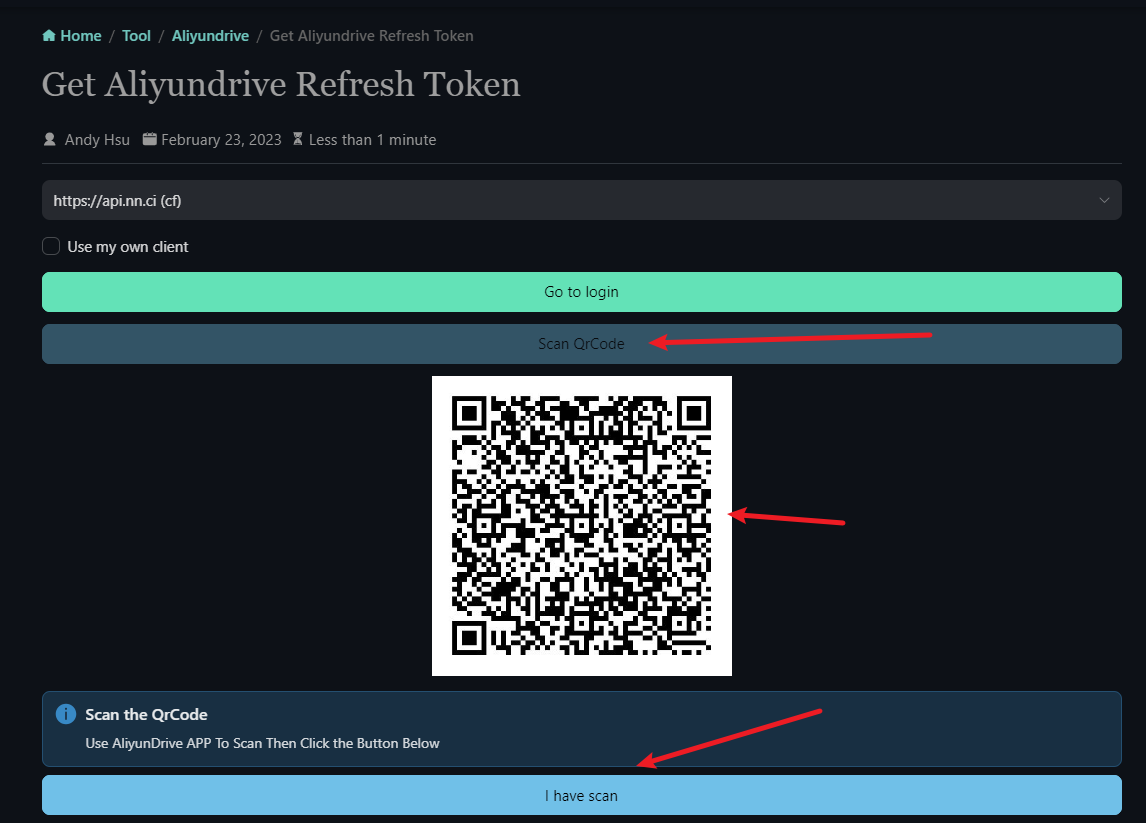 Home / Tool / Aliyundrive / Get Aliyundrive Refresh Token
Get Aliyundrive Refresh Token
Andy Hsu February 23, 2023 Less than 1 minute
https://api.nn.ci (cf)
Use my own client
Go to login
Scan QrCode
Scan the QrCode
Use AliyunDrive APP To Scan Then Click the Button Below
I have scan